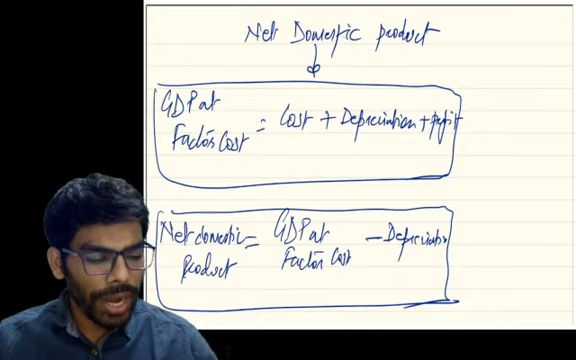 Net Domestic product
GDP at
Factor Cost = Cost + Depreciation + Profit
Net domestic = GDP at - Depreciation
product Factor Cost